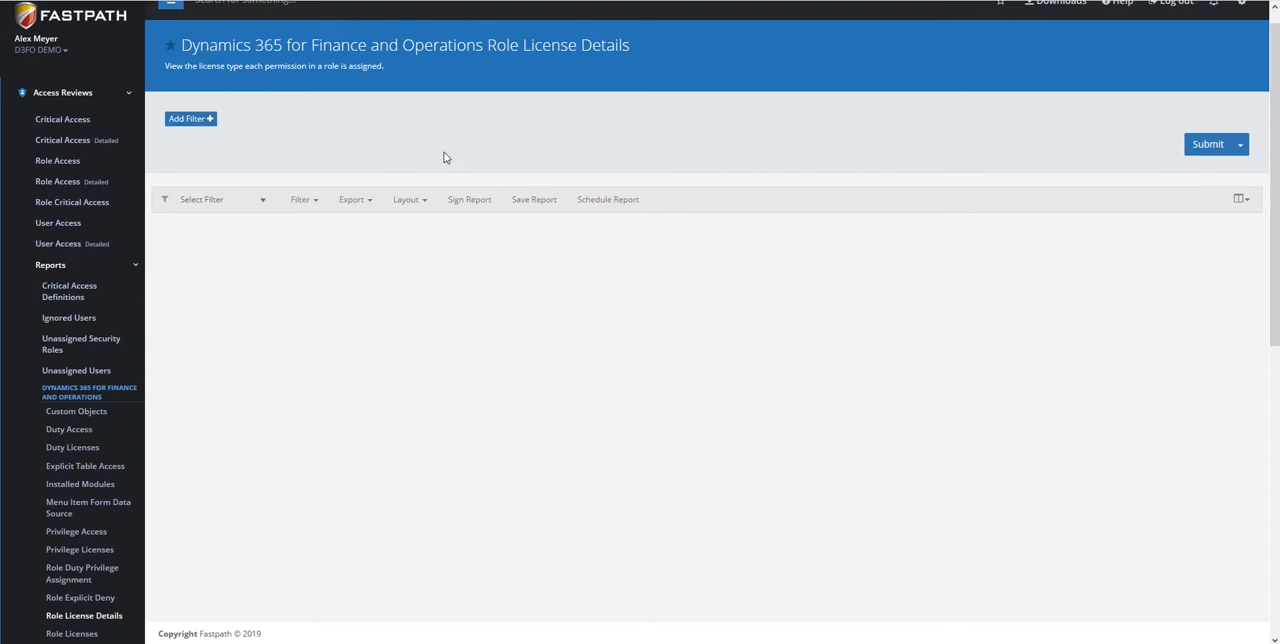 Search for something...
Downloads
Help
Log out
FASTPATH
Alex Meyer
D3FO DEMO
Access Reviews
Critical Access
Critical Access Detailed
Role Access
Role Access Detailed
Role Critical Access
User Access
User Access Detailed
Reports
Critical Access
Definitions
Ignored Users
Unassigned Security
Roles
Unassigned Users
DYNAMICS 365 FOR FINANCE
AND OPERATIONS
Custom Objects
Duty Access
Duty Licenses
Explicit Table Access
Installed Modules
Menu Item Form Data
Source
Privilege Access
Privilege Licenses
Role Duty Privilege
Assignment
Role Explicit Deny
Role License Details
Role Licenses
Dynamics 365 for Finance and Operations Role License Details
View the license type each permission in a role is assigned.
Add Filter +
Submit
Select Filter Filter Export Layout Sign Report Save Report Schedule Report
Copyright Fastpath © 2019